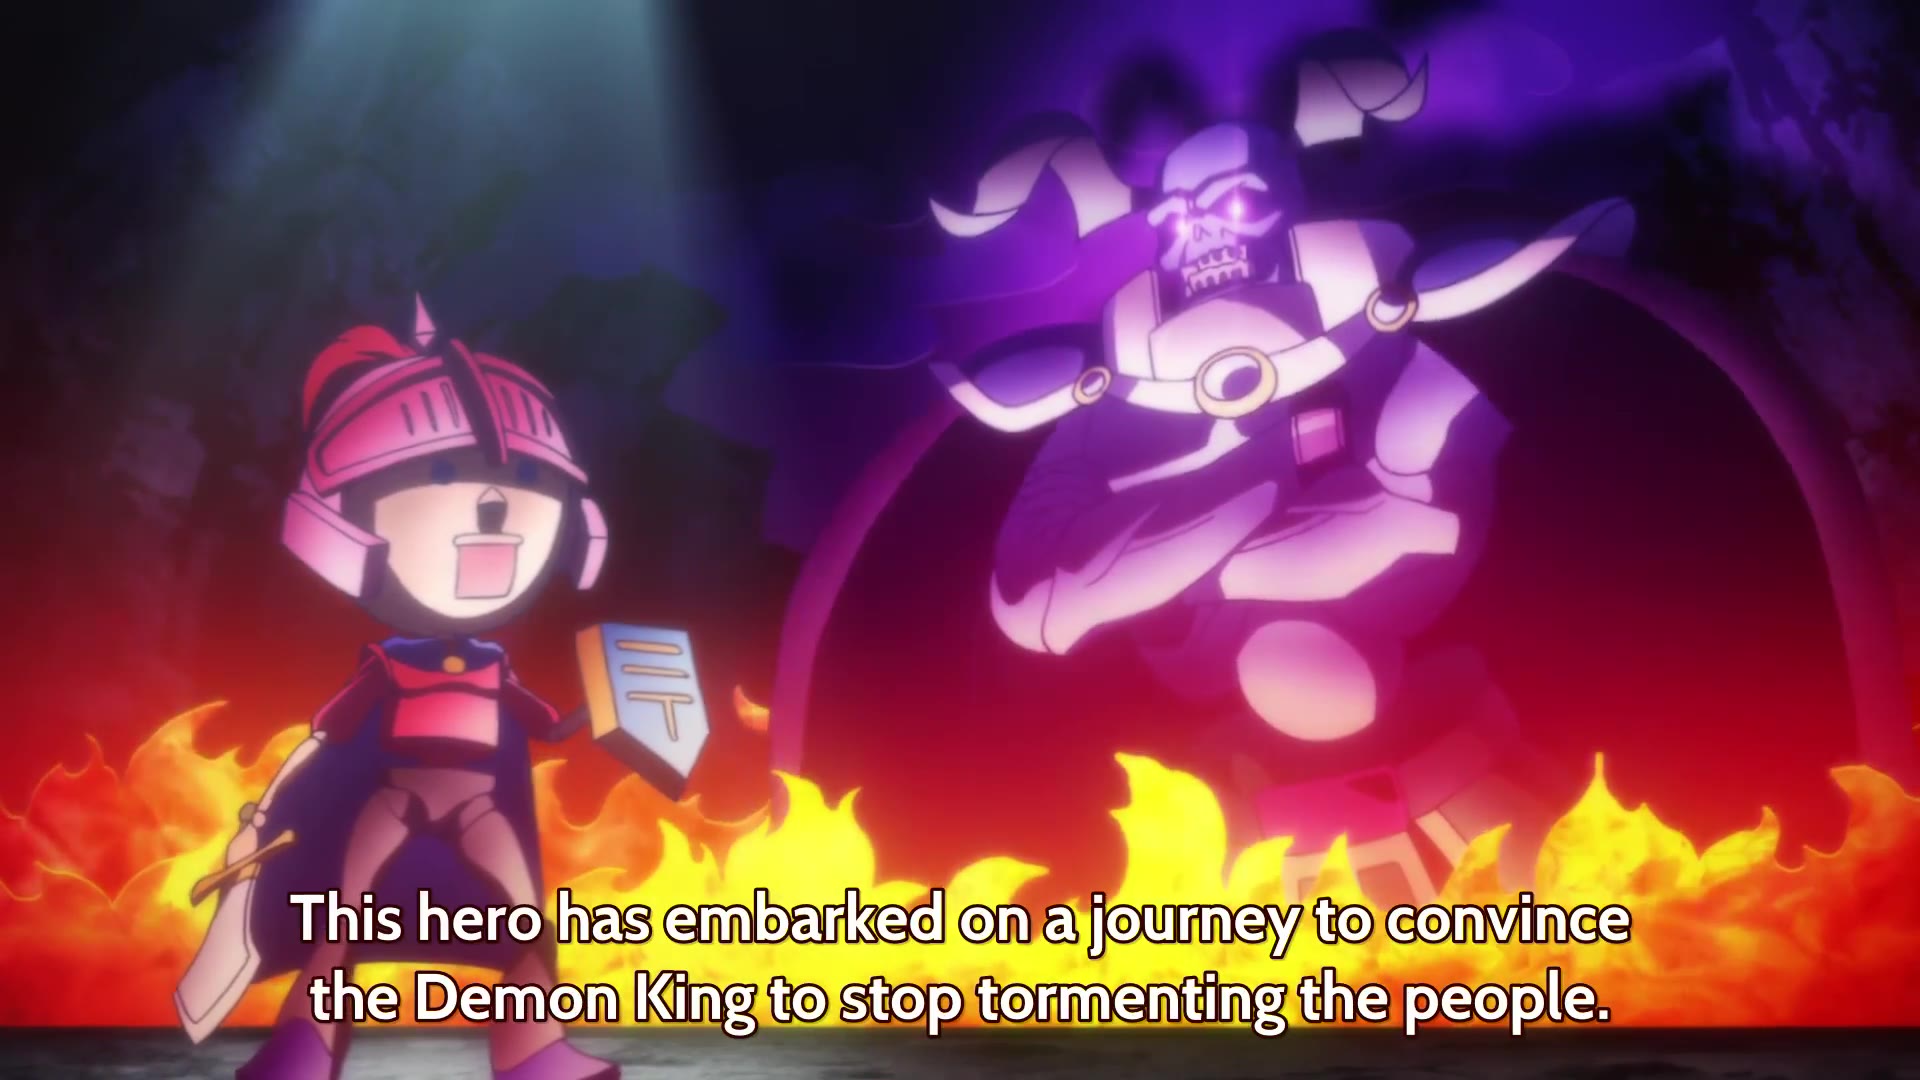 This hero has embarked on a journey to convince
the Demon King to stop tormenting the people.